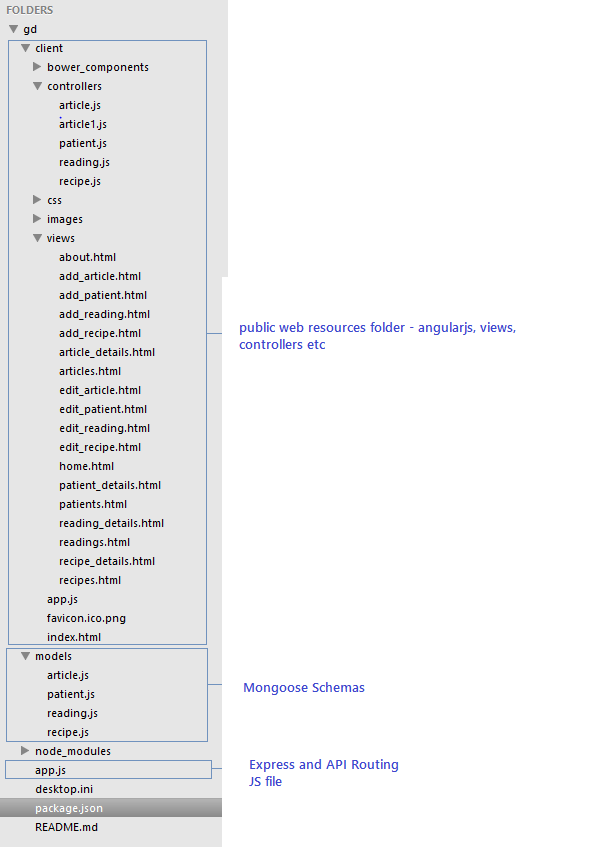 FOLDERS
gd
client
bower_components
controllers
article.js
article1.js
patient.js
reading.js
recipe.js
css
images
views
about.html
add_article.html
add_patient.html
add_reading.html
add_recipe.html
article_details.html
articles.html
edit_article.html
edit_patient.html
edit_reading.html
edit_recipe.html
home.html
patient_details.html
patients.html
reading_details.html
readings.html
recipe_details.html
recipes.html
app.js
favicon.ico.png
index.html
public web resources folder - angularjs, views,
controllers etc
models
article.js
patient.js
reading.js
recipe.js
Mongoose Schemas
node_modules
app.js
Express and API Routing
JS file
desktop.ini
package.json
README.md